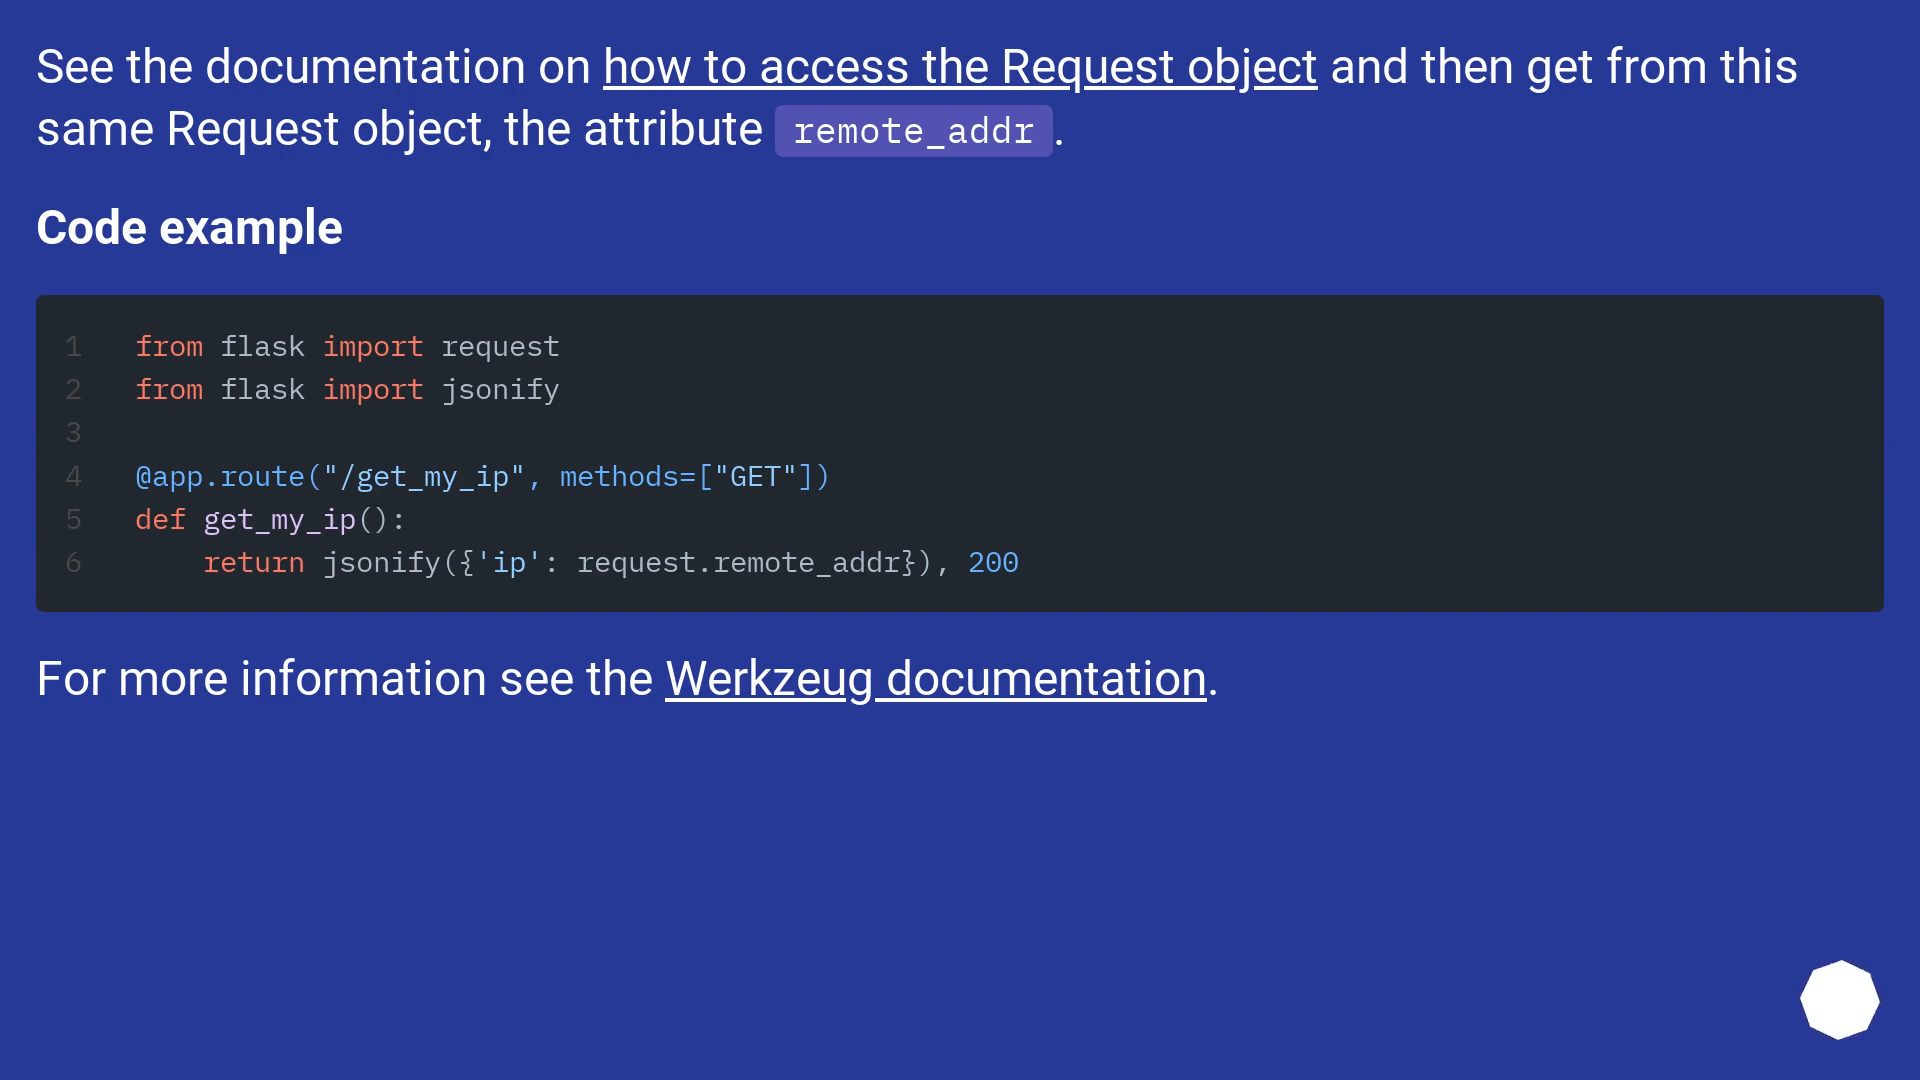 See the documentation on how to access the Request object and then get from this
same Request object, the attribute remote_addr.
Code example
1 from flask import request
2 from flask import jsonify
3
4 @app.route("/get_my_ip", methods=["GET"])
5 def get_my_ip():
6     return jsonify({'ip': request.remote_addr}), 200
For more information see the Werkzeug documentation.